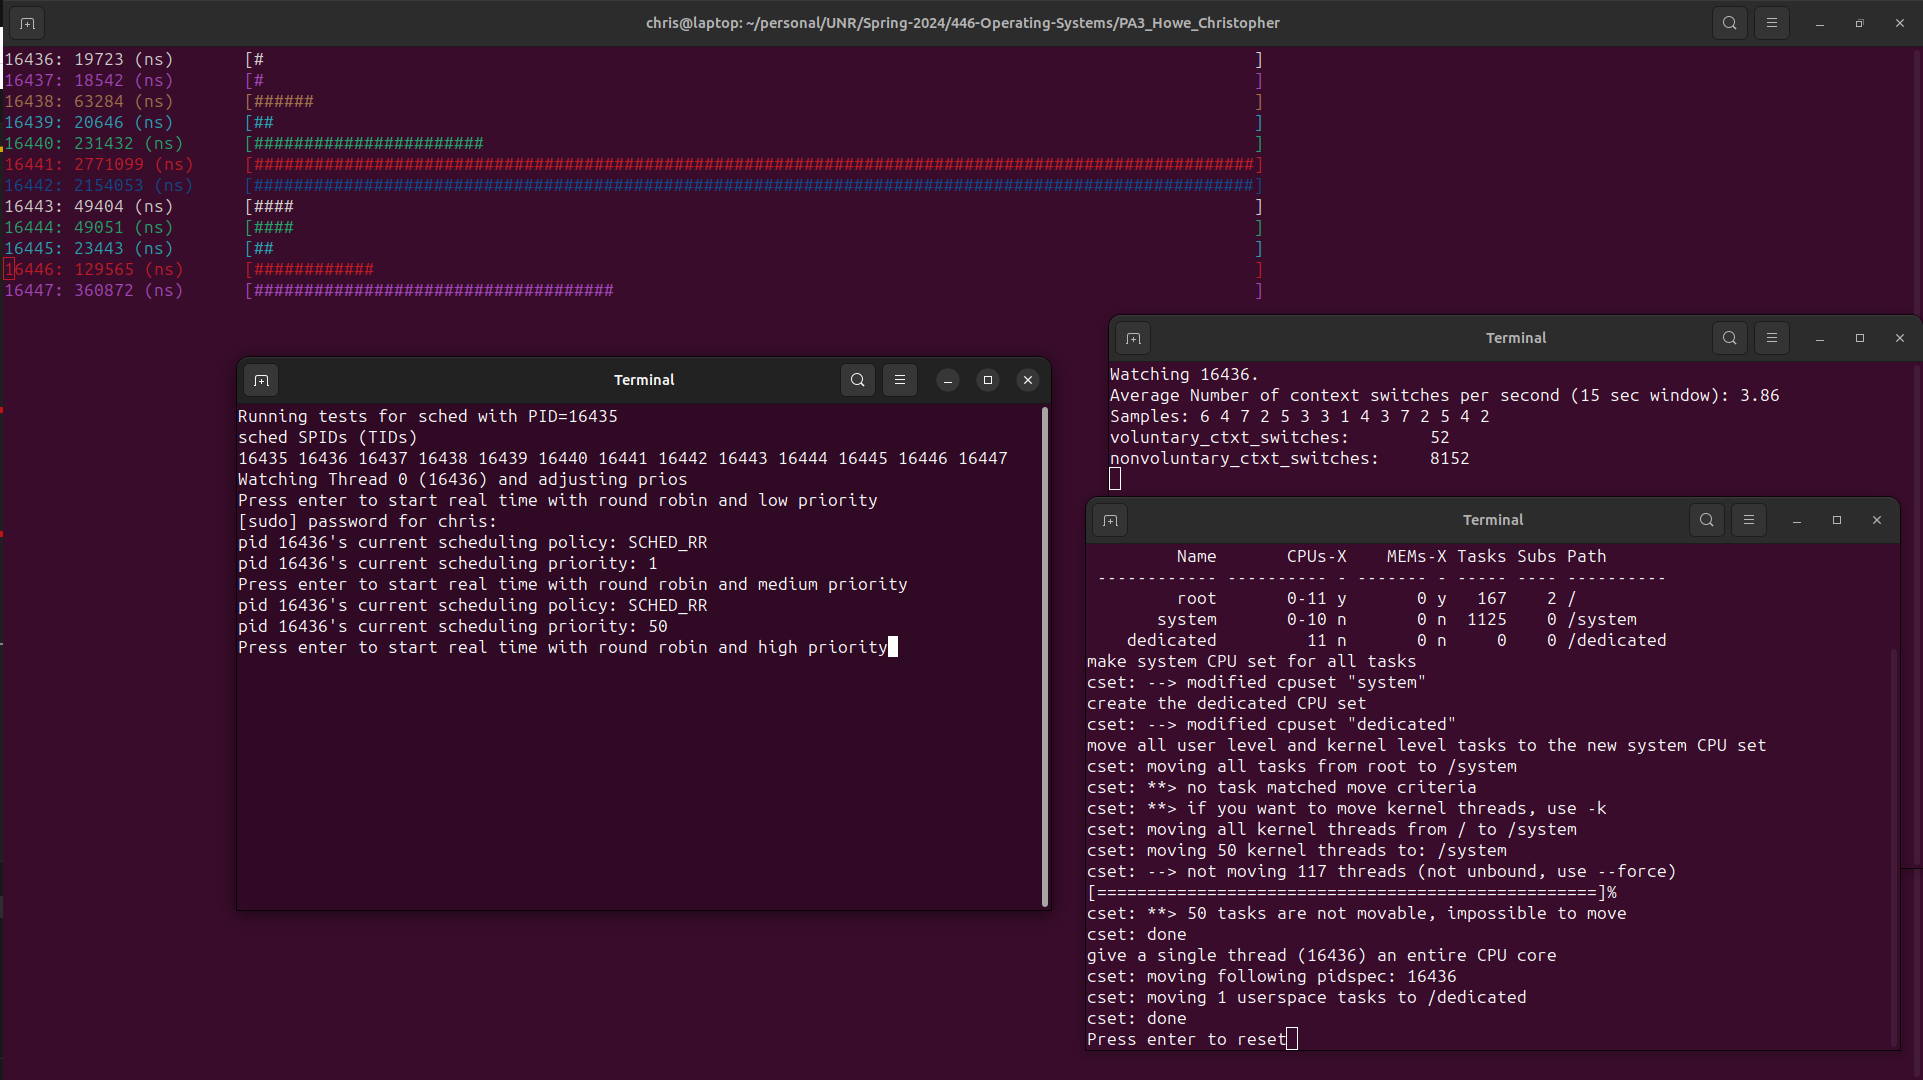 chris@laptop: ~/personal/UNR/Spring-2024/446-Operating-Systems/PA3_Howe_Christopher
16436: 19723 (ns) [# ]
16437: 18542 (ns) [# ]
16438: 63284 (ns) [###### ]
16439: 20646 (ns) [## ]
16440: 231432 (ns) [####################### ]
16441: 2771099 (ns) [####################################################################################################]
16442: 2154053 (ns) [####################################################################################################]
16443: 49404 (ns) [#### ]
16444: 49051 (ns) [#### ]
16445: 23443 (ns) [## ]
16446: 129565 (ns) [############ ]
16447: 360872 (ns) [#################################### ]
Terminal
Running tests for sched with PID=16435
sched SPIDs (TIDs)
16435 16436 16437 16438 16439 16440 16441 16442 16443 16444 16445 16446 16447
Watching Thread 0 (16436) and adjusting prios
Press enter to start real time with round robin and low priority
[sudo] password for chris:
pid 16436's current scheduling policy: SCHED_RR
pid 16436's current scheduling priority: 1
Press enter to start real time with round robin and medium priority
pid 16436's current scheduling policy: SCHED_RR
pid 16436's current scheduling priority: 50
Press enter to start real time with round robin and high priority
Terminal
Watching 16436.
Average Number of context switches per second (15 sec window): 3.86
Samples: 6 4 7 2 5 3 3 1 4 3 7 2 5 4 2
voluntary_ctxt_switches: 52
nonvoluntary_ctxt_switches: 8152
Terminal
Name CPUs-X MEMs-X Tasks Subs Path
------------ ---------- - ------- - ----- ---- ----------
root 0-11 y 0 y 167 2 /
system 0-10 n 0 n 1125 0 /system
dedicated 11 n 0 n 0 0 /dedicated
make system CPU set for all tasks
cset: --> modified cpuset "system"
create the dedicated CPU set
cset: --> modified cpuset "dedicated"
move all user level and kernel level tasks to the new system CPU set
cset: moving all tasks from root to /system
cset: **> no task matched move criteria
cset: **> if you want to move kernel threads, use -k
cset: moving all kernel threads from / to /system
cset: moving 50 kernel threads to: /system
cset: --> not moving 117 threads (not unbound, use --force)
[==================================================]%
cset: **> 50 tasks are not movable, impossible to move
cset: done
give a single thread (16436) an entire CPU core
cset: moving following pidspec: 16436
cset: moving 1 userspace tasks to /dedicated
cset: done
Press enter to reset